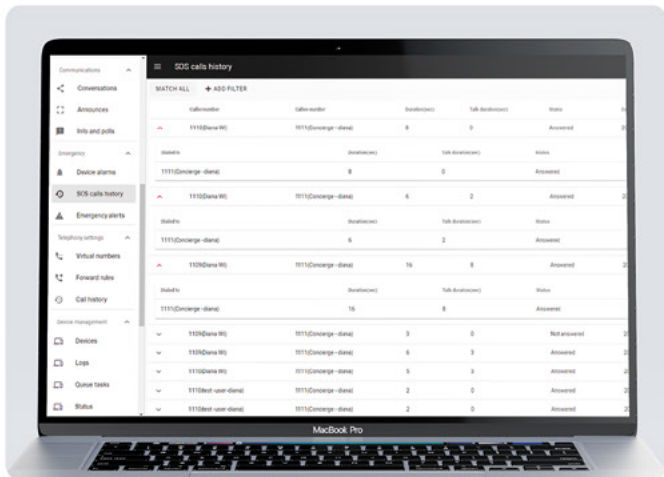 Communications
Conversations
Announces
Info and polls
Emergency
Device alarms
SOS calls history
Emergency alerts
Telephony settings
Virtual numbers
Forward rules
Call history
Device management
Devices
Logs
Queue tasks
Status
SOS calls history
MATCH ALL + ADD FILTER
Caller number Callee number Duration(sec) Talk duration(sec) Status
1110(Diana WI) 1111(Concierge - diana) 8 0 Answered
Dialed to Duration(sec) Talk duration(sec) Status
1111(Concierge - diana) 8 0 Answered
1110(Diana WI) 1111(Concierge - diana) 6 2 Answered
Dialed to Duration(sec) Talk duration(sec) Status
1111(Concierge - diana) 6 2 Answered
1109(Diana WI) 1111(Concierge - diana) 16 8 Answered
Dialed to Duration(sec) Talk duration(sec) Status
1111(Concierge - diana) 16 8 Answered
1109(Diana WI) 1111(Concierge - diana) 3 0 Not answered
1109(Diana WI) 1111(Concierge - diana) 6 3 Answered
1110(Diana WI) 1111(Concierge - diana) 5 3 Answered
1110(test-user-diana) 1111(Concierge - diana) 2 0 Answered
1110(test-user-diana) 1111(Concierge - diana) 2 0 Answered
MacBook Pro